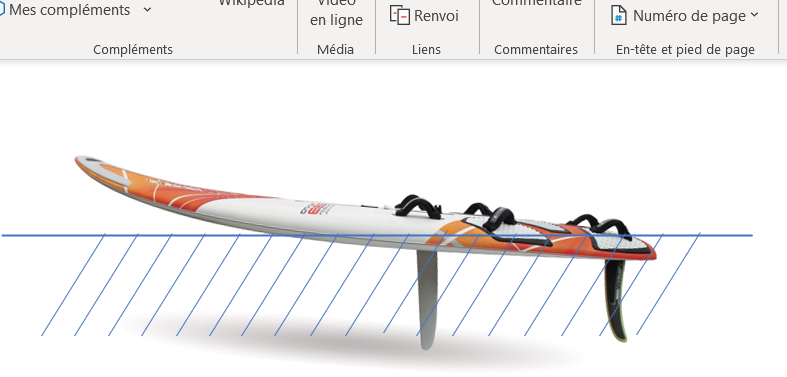 Mes compléments
Wikipédia
Vidéo
en ligne
Renvoi
Commentaire
Numéro de page
Compléments
Média
Liens
Commentaires
En-tête et pied de page